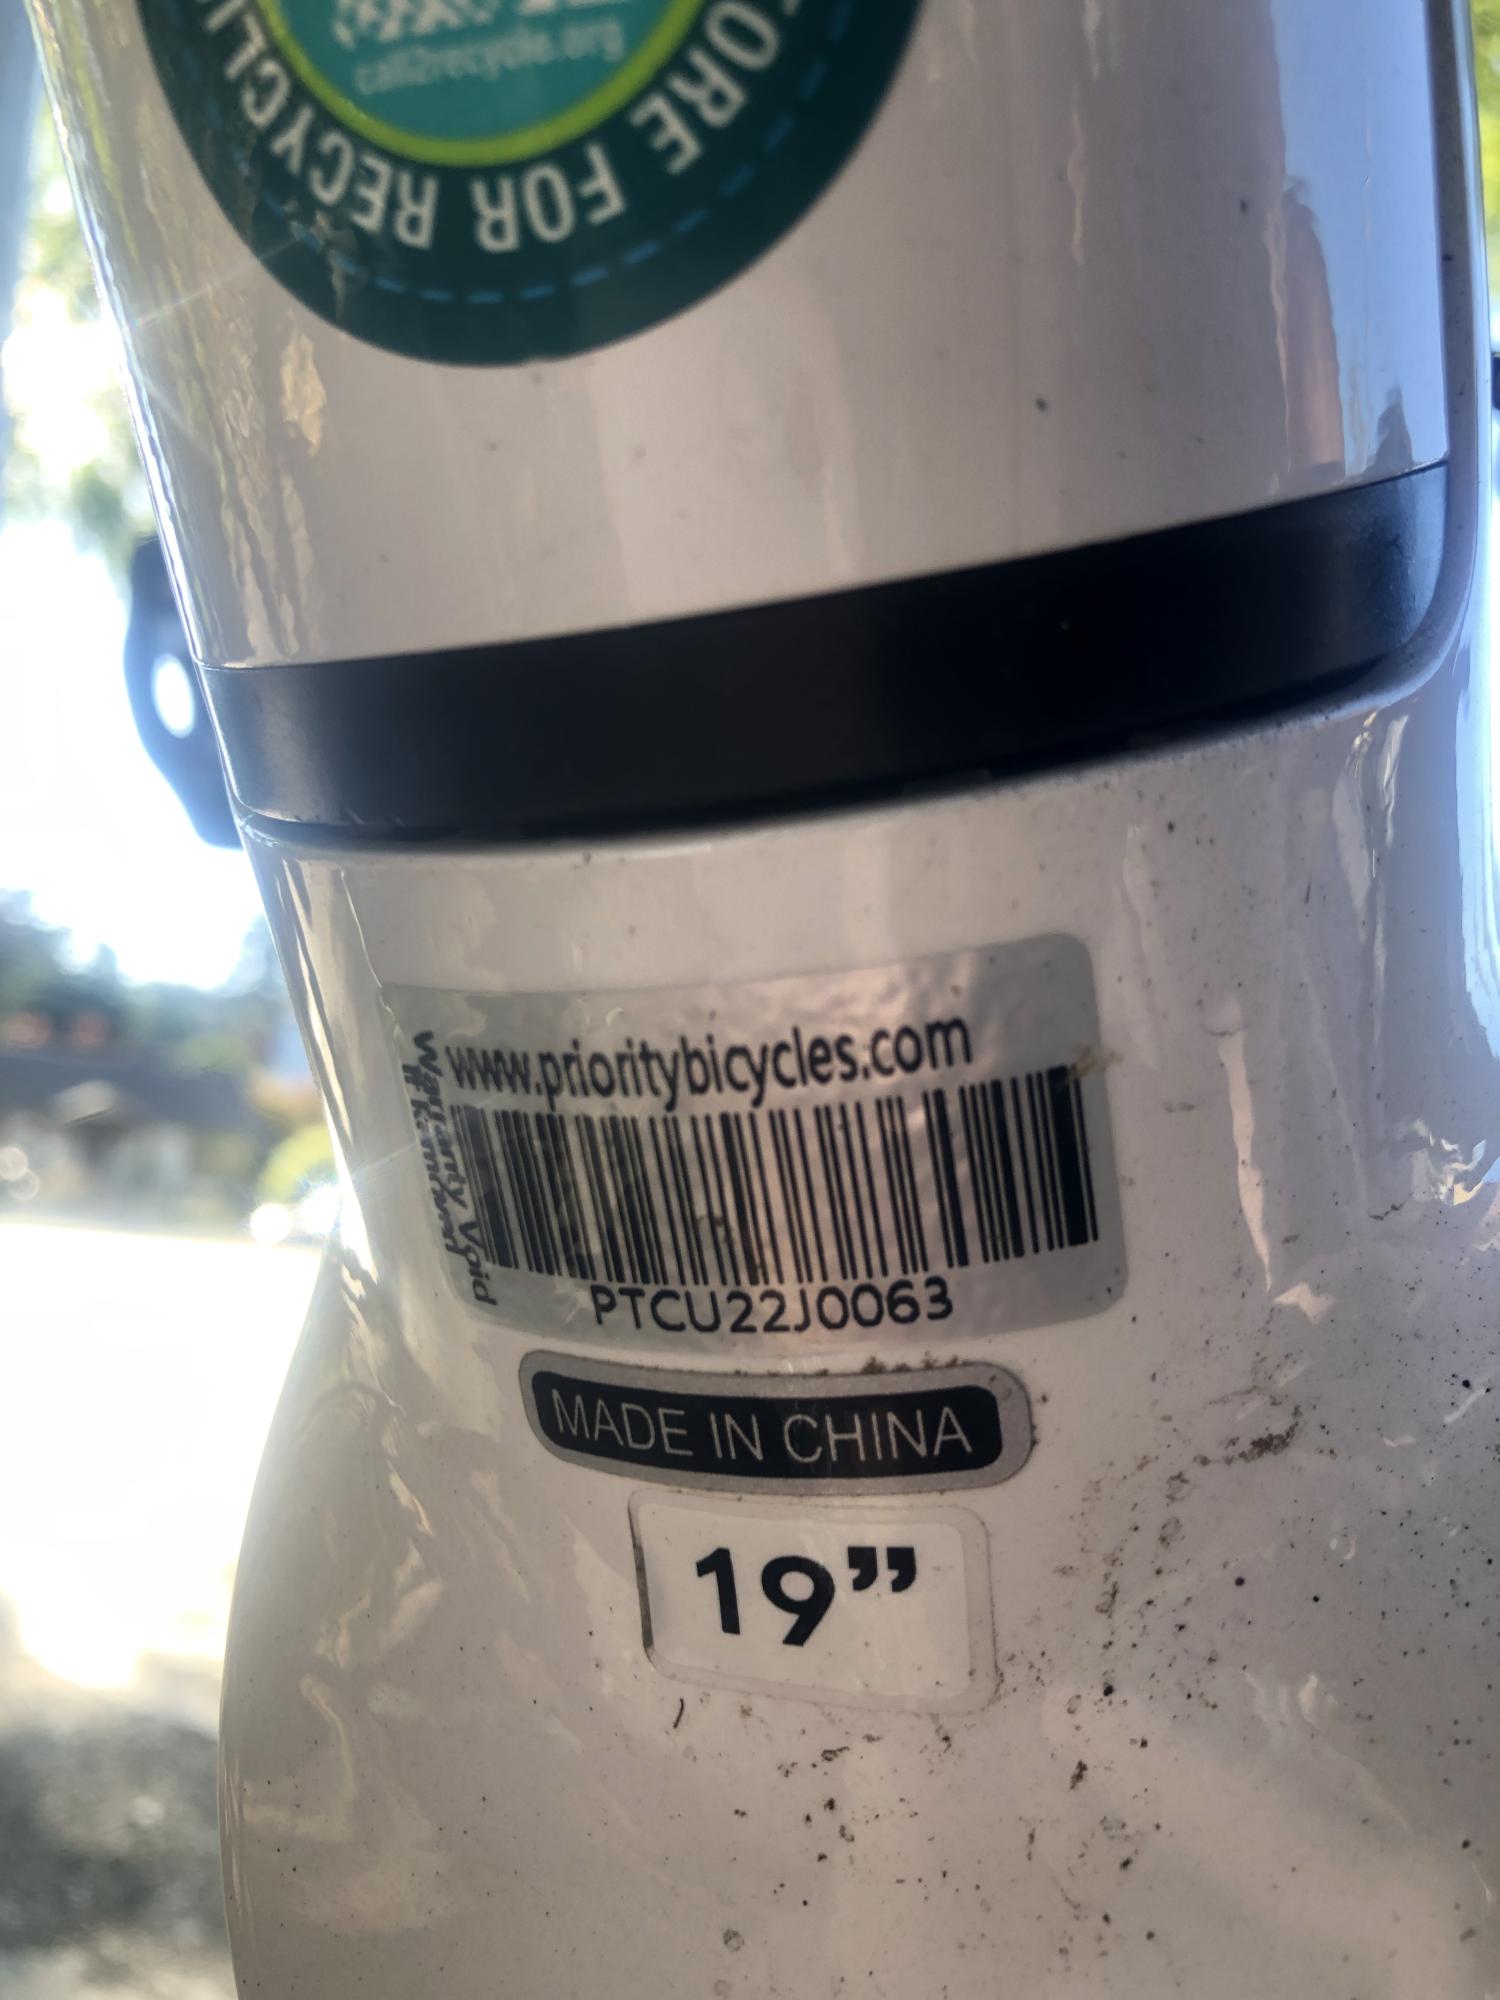 call2recycle.org
ORE FOR RECYCLI
www.prioritybicycles.com
Warranty Void
If Removed
PTCU22J0063
MADE IN CHINA
19”